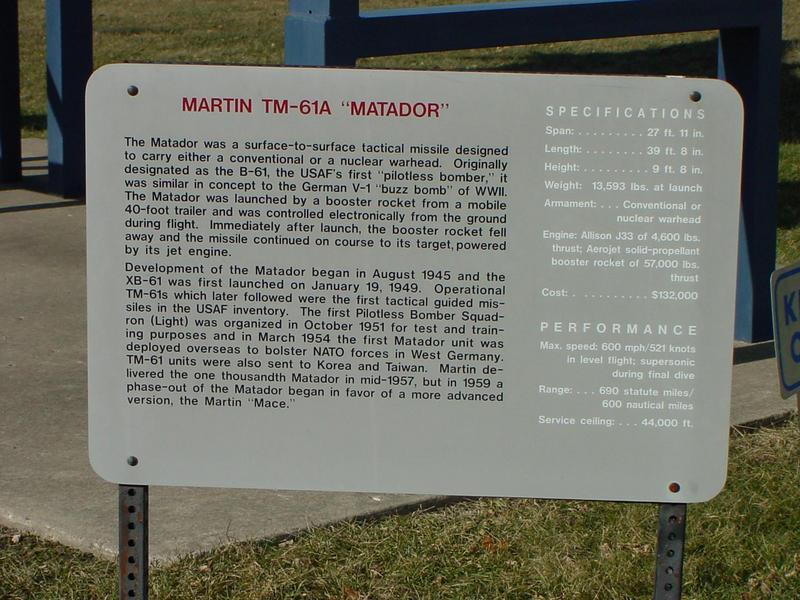 MARTIN TM-61A "MATADOR"
The Matador was a surface-to-surface tactical missile designed
to carry either a conventional or a nuclear warhead. Originally
designated as the B-61, the USAF's first "pilotless bomber," it
was similar in concept to the German V-1 "buzz bomb" of WWII.
The Matador was launched by a booster rocket from a mobile
40-foot trailer and was controlled electronically from the ground
during flight. Immediately after launch, the booster rocket fell
away and the missile continued on course to its target, powered
by its jet engine.
Development of the Matador began in August 1945 and the
XB-61 was first launched on January 19, 1949. Operational
TM-61s which later followed were the first tactical guided mis-
siles in the USAF inventory. The first Pilotless Bomber Squad-
ron (Light) was organized in October 1951 for test and train-
ing purposes and in March 1954 the first Matador unit was
deployed overseas to bolster NATO forces in West Germany.
TM-61 units were also sent to Korea and Taiwan. Martin de-
livered the one thousandth Matador in mid-1957, but in 1959 a
phase-out of the Matador began in favor of a more advanced
version, the Martin "Mace."
SPECIFICATIONS
Span: . . . . . . . . . 27 ft. 11 in.
Length: . . . . . . . . 39 ft. 8 in.
Height: . . . . . . . . . 9 ft. 8 in.
Weight: 13,593 lbs. at launch
Armament: . . . Conventional or
nuclear warhead
Engine: Allison J33 of 4,600 lbs.
thrust; Aerojet solid-propellant
booster rocket of 57,000 lbs.
thrust
Cost: . . . . . . . . . . $132,000
PERFORMANCE
Max. speed: 600 mph/521 knots
in level flight; supersonic
during final dive
Range: . . . 690 statute miles/
600 nautical miles
Service ceiling: . . . 44,000 ft.